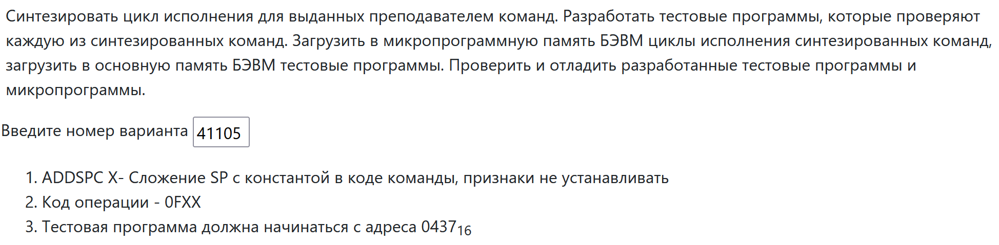 Синтезировать цикл исполнения для выданных преподавателем команд. Разработать тестовые программы, которые проверяют
каждую из синтезированных команд. Загрузить в микропрограммную память БЭВМ циклы исполнения синтезированных команд,
загрузить в основную память БЭВМ тестовые программы. Проверить и отладить разработанные тестовые программы и
микропрограммы.
Введите номер варианта 41105
1. ADDSPC X- Сложение SP с константой в коде команды, признаки не устанавливать
2. Код операции - 0FXX
3. Тестовая программа должна начинаться с адреса 0437₁₆